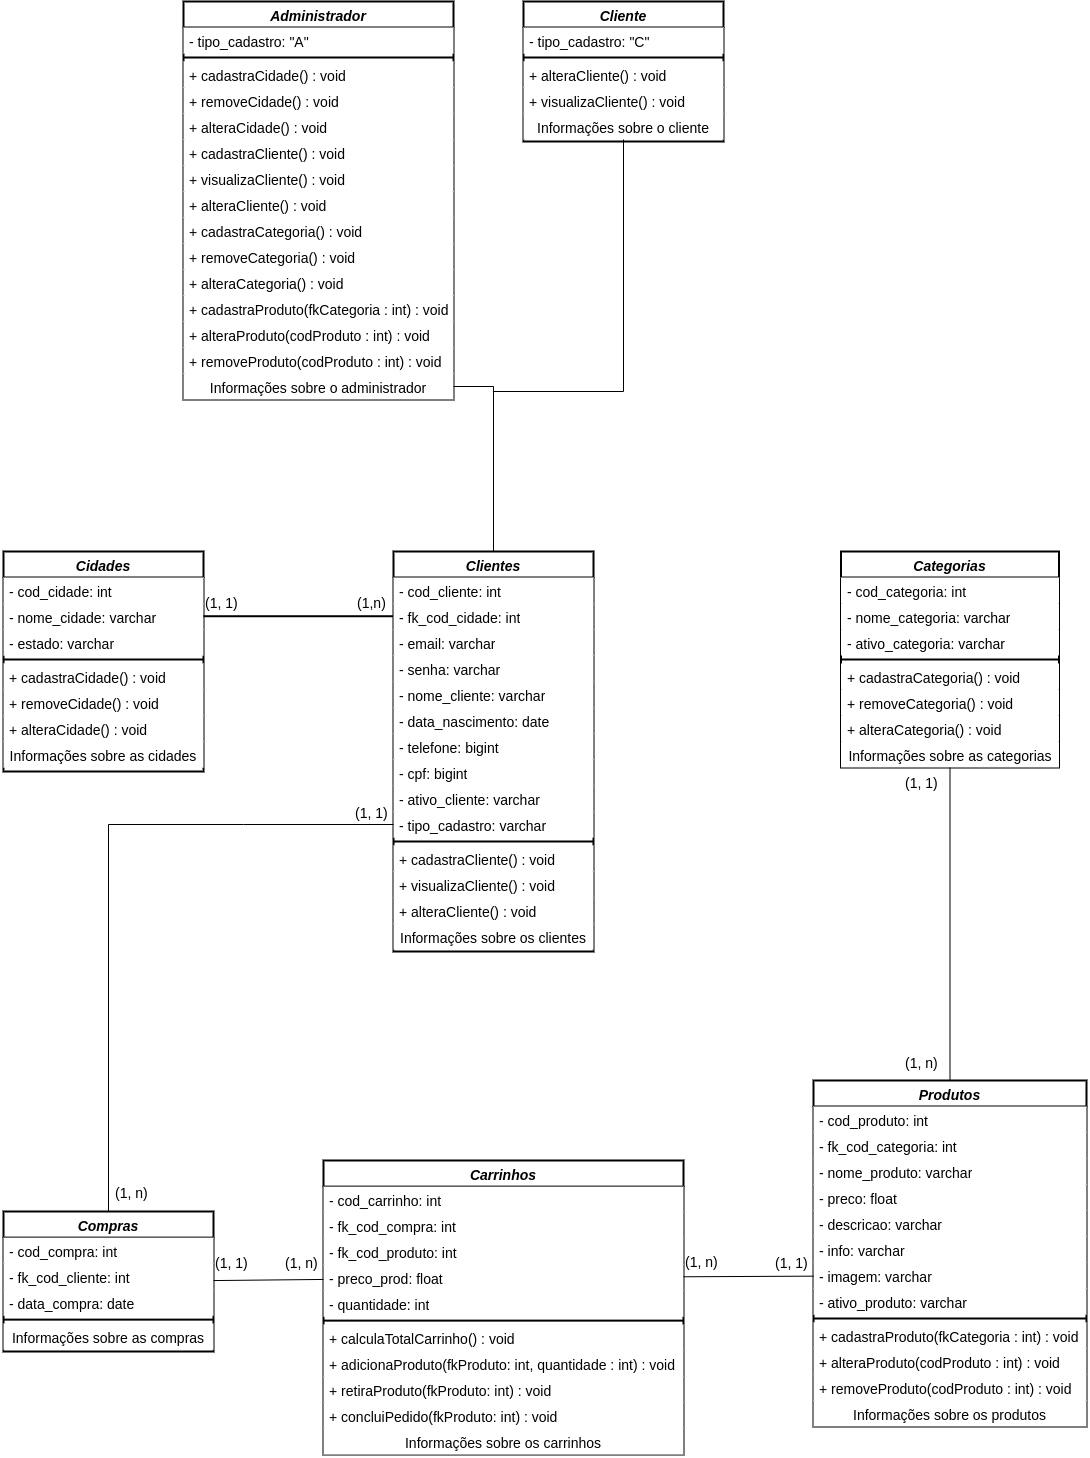 Administrador
- tipo_cadastro: "A"
+ cadastraCidade() : void
+ removeCidade() : void
+ alteraCidade() : void
+ cadastraCliente() : void
+ visualizaCliente() : void
+ alteraCliente() : void
+ cadastraCategoria() : void
+ removeCategoria() : void
+ alteraCategoria() : void
+ cadastraProduto(fkCategoria : int) : void
+ alteraProduto(codProduto : int) : void
+ removeProduto(codProduto : int) : void
Informações sobre o administrador
Cliente
- tipo_cadastro: "C"
+ alteraCliente() : void
+ visualizaCliente() : void
Informações sobre o cliente
Cidades
- cod_cidade: int
- nome_cidade: varchar
- estado: varchar
+ cadastraCidade() : void
+ removeCidade() : void
+ alteraCidade() : void
Informações sobre as cidades
(1, 1)
(1,n)
Clientes
- cod_cliente: int
- fk_cod_cidade: int
- email: varchar
- senha: varchar
- nome_cliente: varchar
- data_nascimento: date
- telefone: bigint
- cpf: bigint
- ativo_cliente: varchar
- tipo_cadastro: varchar
+ cadastraCliente() : void
+ visualizaCliente() : void
+ alteraCliente() : void
Informações sobre os clientes
Categorias
- cod_categoria: int
- nome_categoria: varchar
- ativo_categoria: varchar
+ cadastraCategoria() : void
+ removeCategoria() : void
+ alteraCategoria() : void
Informações sobre as categorias
(1, 1)
(1, n)
(1, 1)
(1, n)
Compras
- cod_compra: int
- fk_cod_cliente: int
- data_compra: date
Informações sobre as compras
(1, 1)
(1, n)
Carrinhos
- cod_carrinho: int
- fk_cod_compra: int
- fk_cod_produto: int
- preco_prod: float
- quantidade: int
+ calculaTotalCarrinho() : void
+ adicionaProduto(fkProduto: int, quantidade : int) : void
+ retiraProduto(fkProduto: int) : void
+ concluiPedido(fkProduto: int) : void
Informações sobre os carrinhos
(1, n)
(1, 1)
Produtos
- cod_produto: int
- fk_cod_categoria: int
- nome_produto: varchar
- preco: float
- descricao: varchar
- info: varchar
- imagem: varchar
- ativo_produto: varchar
+ cadastraProduto(fkCategoria : int) : void
+ alteraProduto(codProduto : int) : void
+ removeProduto(codProduto : int) : void
Informações sobre os produtos